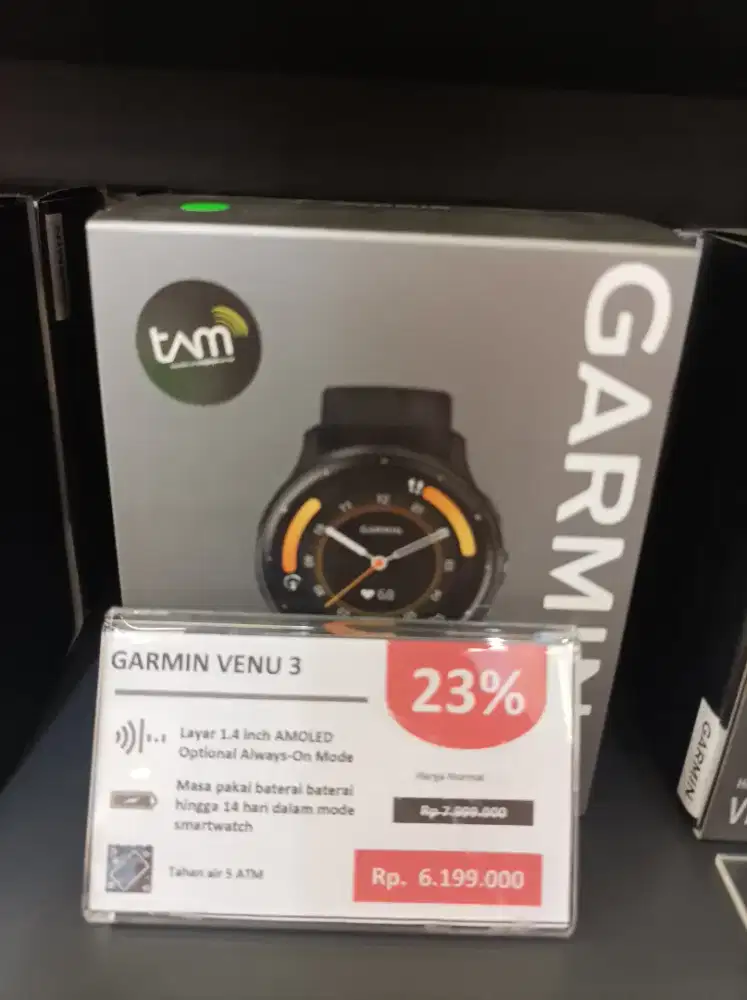 tam
GARMIN
GARMIN
68
GARMIN VENU 3
23%
Layar 1.4 inch AMOLED
Optional Always-On Mode
Masa pakai baterai baterai
hingga 14 hari dalam mode
smartwatch
Tahan air 5 ATM
Harga Normal
Rp 7.999.000
Rp. 6.199.000
GARMIN